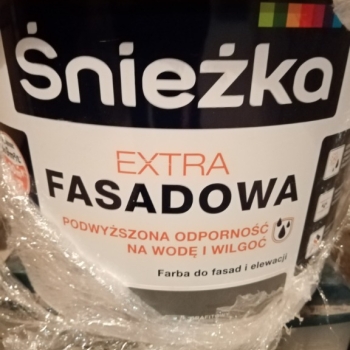 Śnieżka
EXTRA
FASADOWA
PODWYŻSZONA ODPORNOŚĆ
NA WODĘ I WILGOĆ
Farba do fasad i elewacji